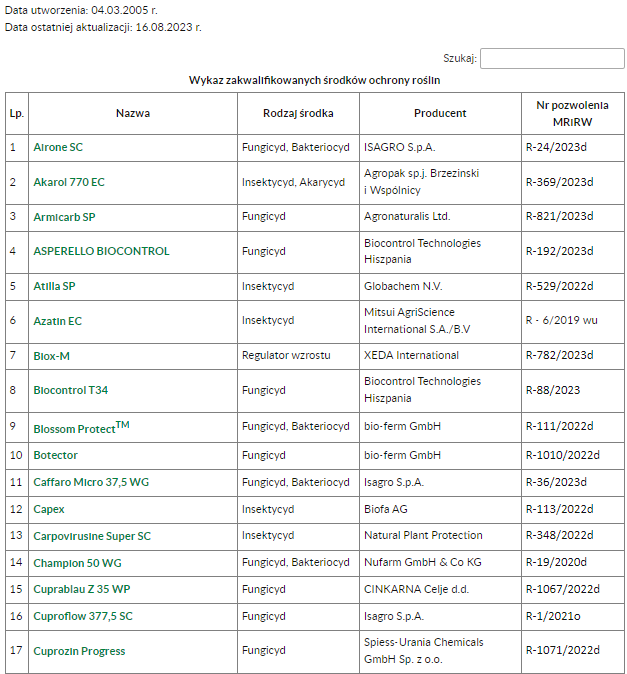 Data utworzenia: 04.03.2005 r.
Data ostatniej aktualizacji: 16.08.2023 r.
Szukaj:
Wykaz zakwalifikowanych środków ochrony roślin
Lp. Nazwa Rodzaj środka Producent Nr pozwolenia MRiRW
1 Airone SC Fungicyd, Bakteriocyd ISAGRO S.p.A. R-24/2023d
2 Akarol 770 EC Insektycyd, Akarycyd Agropak sp.j. Brzezinski i Wspólnicy R-369/2023d
3 Armicarb SP Fungicyd Agronaturalis Ltd. R-821/2023d
4 ASPERELLO BIOCONTROL Fungicyd Biocontrol Technologies Hiszpania R-192/2023d
5 Atilla SP Insektycyd Globachem N.V. R-529/2022d
6 Azatin EC Insektycyd Mitsui AgriScience International S.A./B.V R - 6/2019 wu
7 Biox-M Regulator wzrostu XEDA International R-782/2023d
8 Biocontrol T34 Fungicyd Biocontrol Technologies Hiszpania R-88/2023
9 Blossom Protect™ Fungicyd, Bakteriocyd bio-ferm GmbH R-111/2022d
10 Botector Fungicyd bio-ferm GmbH R-1010/2022d
11 Caffaro Micro 37,5 WG Fungicyd, Bakteriocyd Isagro S.p.A. R-36/2023d
12 Capex Insektycyd Biofa AG R-113/2022d
13 Carpovirusine Super SC Insektycyd Natural Plant Protection R-348/2022d
14 Champion 50 WG Fungicyd, Bakteriocyd Nufarm GmbH & Co KG R-19/2020d
15 Cuprablau Z 35 WP Fungicyd CINKARNA Celje d.d. R-1067/2022d
16 Cuproflow 377,5 SC Fungicyd Isagro S.p.A. R-1/2021o
17 Cuprozin Progress Fungicyd Spiess-Urania Chemicals GmbH Sp. z o.o. R-1071/2022d